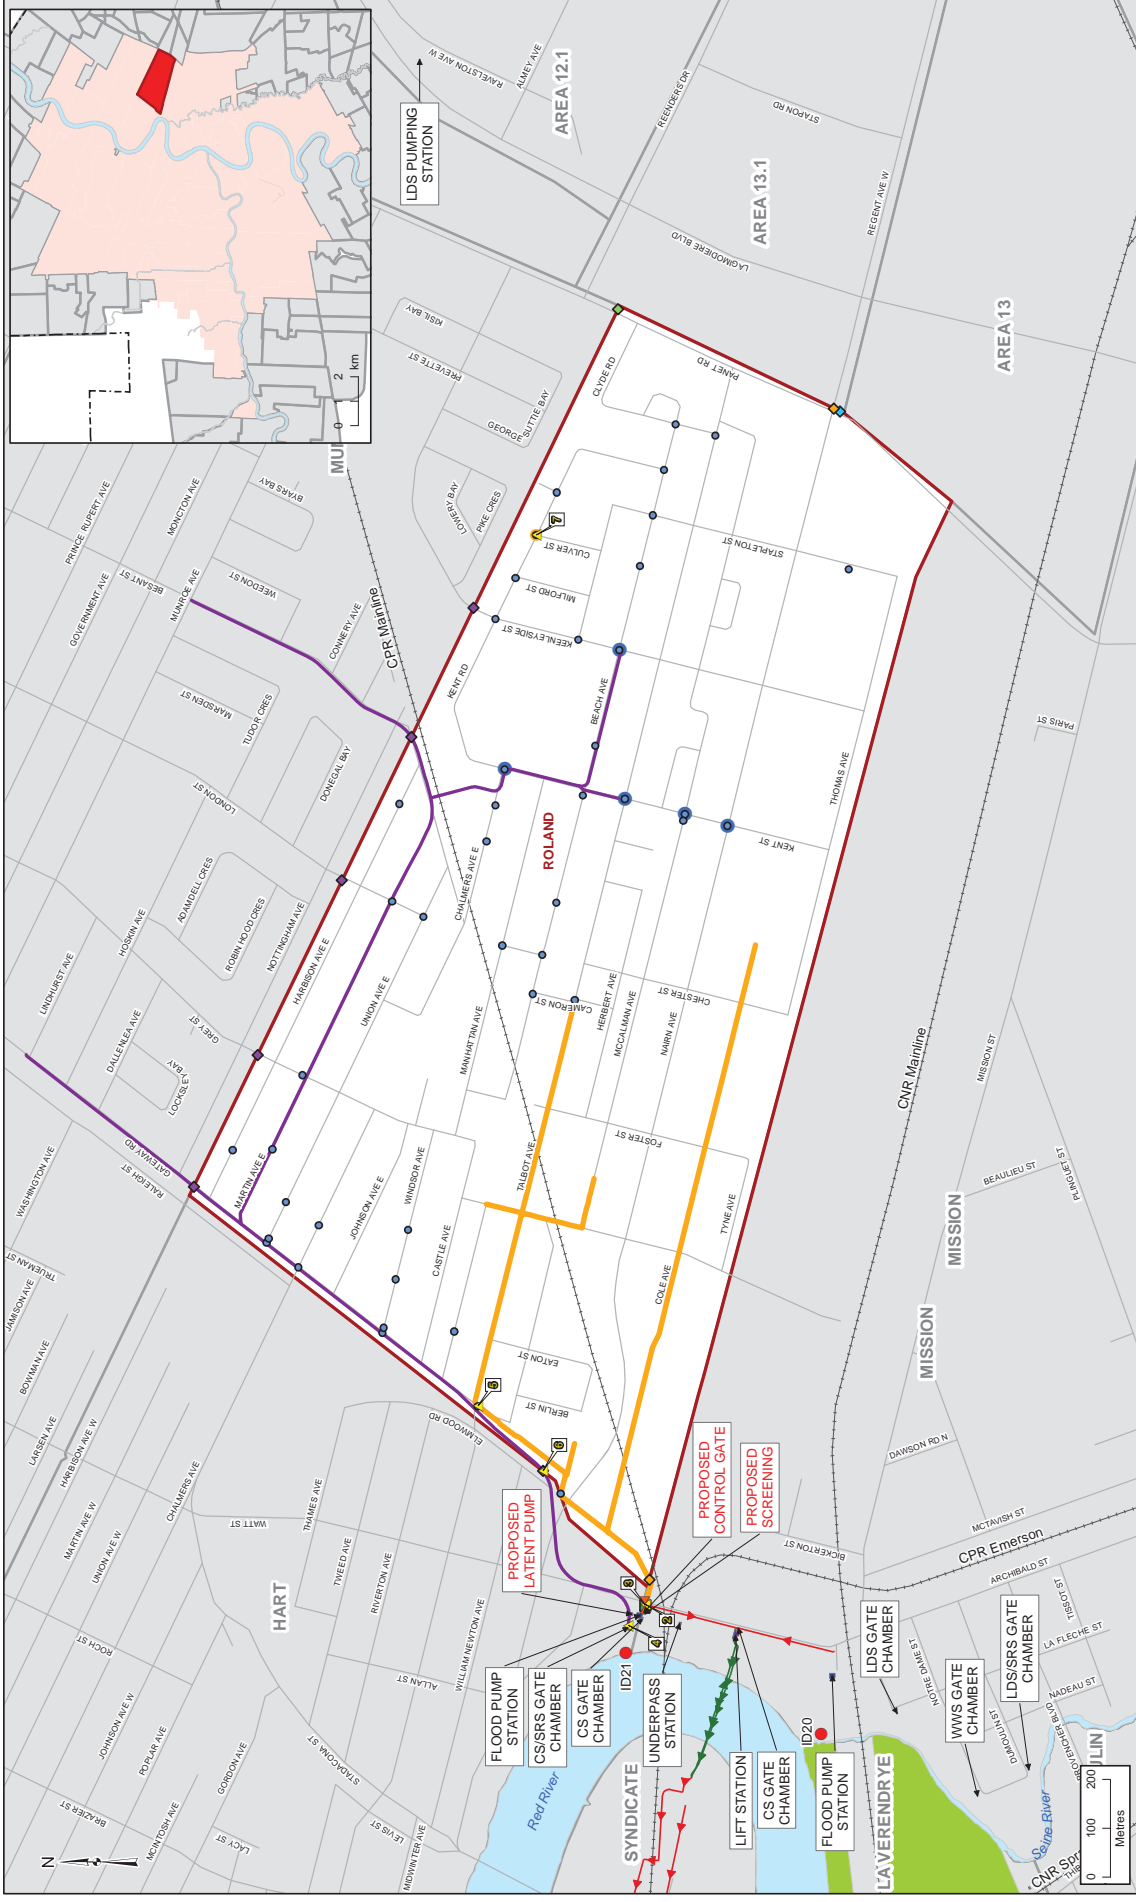 LINDHURST AVE
PRINCE RUPERT AVE
GOVERNMENT AVE
MONCTON AVE
BESANT ST
MUNROE AVE
WEEDON ST
BYARS BAY
CONNERY AVE
MARSDEN ST
TUDOR CRES
DONEGAL BAY
LONDON ST
HOSKIN AVE
ADAMDELL CRES
ROBIN HOOD CRES
NOTTINGHAM AVE
DALLENLEA AVE
LOCKSLEY BAY
GREY ST
WASHINGTON AVE
GATEWAY RD
RALEIGH ST
TRUEMAN ST
JAMISON AVE
BOWMAN AVE
LARSEN AVE
HARBISON AVE W
MARTIN AVE W
UNION AVE W
CHALMERS AVE
WATT ST
THAMES AVE
TWEED AVE
RIVERTON AVE
HART
ROCH ST
ALLAN ST
WILLIAM NEWTON AVE
JOHNSON AVE W
POPLAR AVE
GORDON AVE
STADACONA ST
BRAZIER ST
MCINTOSH AVE
LACY ST
LEVIS ST
MIDWINTER AVE
N
CPR Mainline
KISIL BAY
PREVETTE ST
GEORGE SUTTIE BAY
LOWERY BAY
PIKE CRES
0 2
km
LDS PUMPING
STATION
RAVELSTON AVE W
ALMEY AVE
AREA 12.1
REENDERS DR
STAPON RD
AREA 13.1
LAGIMODIERE BLVD
REGENT AVE W
AREA 13
CLYDE RD
PANET RD
CULVER ST
7
MILFORD ST
STAPLETON ST
KEENLEYSIDE ST
KENT RD
BEACH AVE
THOMAS AVE
KENT ST
ROLAND
HARBISON AVE E
CHALMERS AVE E
UNION AVE E
MANHATTAN AVE
CAMERON ST
HERBERT AVE
MCCALMAN AVE
CHESTER ST
NAIRN AVE
FOSTER ST
TALBOT AVE
MARTIN AVE E
JOHNSON AVE E
WINDSOR AVE
CASTLE AVE
TYNE AVE
COLE AVE
EATON ST
BERLIN ST
ELMWOOD RD
5
6
PROPOSED
LATENT PUMP
PROPOSED
CONTROL GATE
PROPOSED
SCREENING
3
2
4
ID21
FLOOD PUMP
STATION
CS/SRS GATE
CHAMBER
CS GATE
CHAMBER
UNDERPASS
STATION
LIFT STATION
CS GATE
CHAMBER
FLOOD PUMP
STATION
ID20
LDS GATE
CHAMBER
WWS GATE
CHAMBER
LDS/SRS GATE
CHAMBER
Red River
SYNDICATE
LAVERENDRYE
Seine River
CNR Mainline
PARIS ST
MISSION ST
BEAULIEU ST
PLINGUET ST
MISSION
MISSION
DAWSON RD N
MCTAVISH ST
BICKERTON ST
CPR Emerson
ARCHIBALD ST
TISSOT ST
LA FLECHE ST
NADEAU ST
NOTRE DAME ST
DUMOULIN ST
PROVENCHER BLVD
0 100 200
Metres